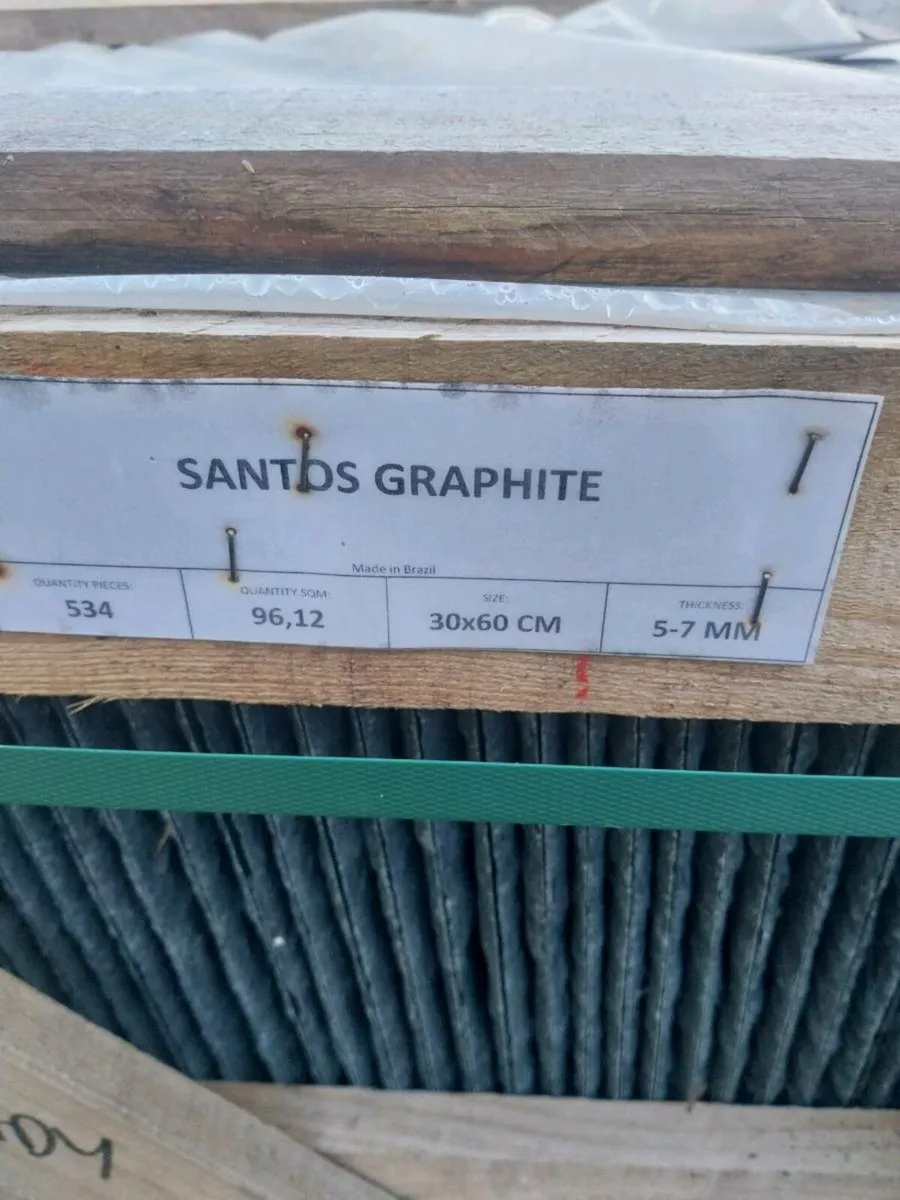 SANTOS GRAPHITE
Made in Brazil
QUANTITY PIECES: QUANTITY SQM: SIZE: THICKNESS:
534 96,12 30x60 CM 5-7 MM